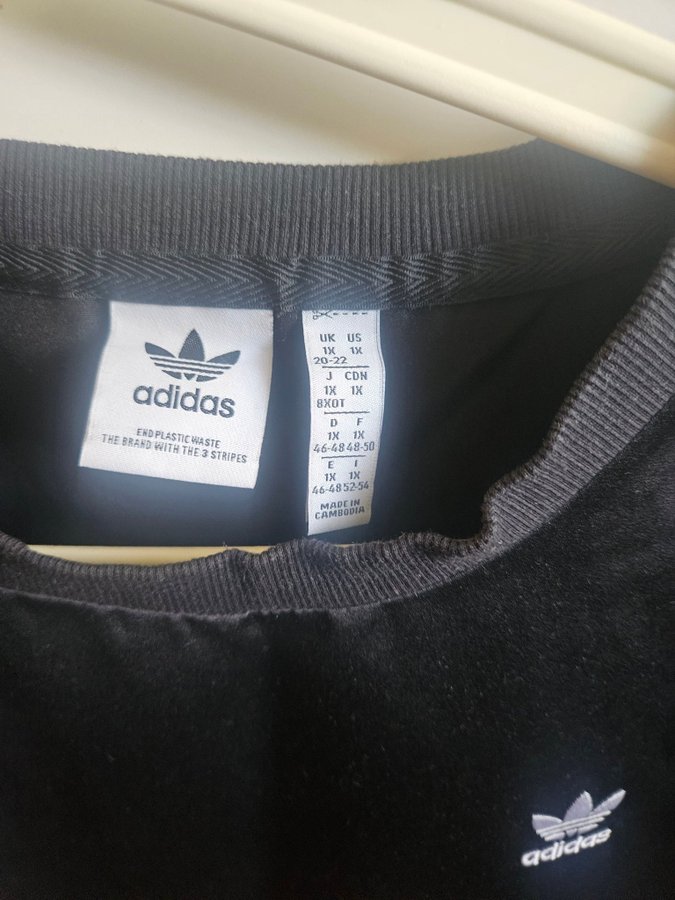 adidas
END PLASTIC WASTE
THE BRAND WITH THE 3 STRIPES
UK US
1X 1X
20-22
J CDN
1X 1X
8XOT
D F
1X 1X
46-48 48-50
E I
1X 1X
46-48 52-54
MADE IN
CAMBODIA
adidas